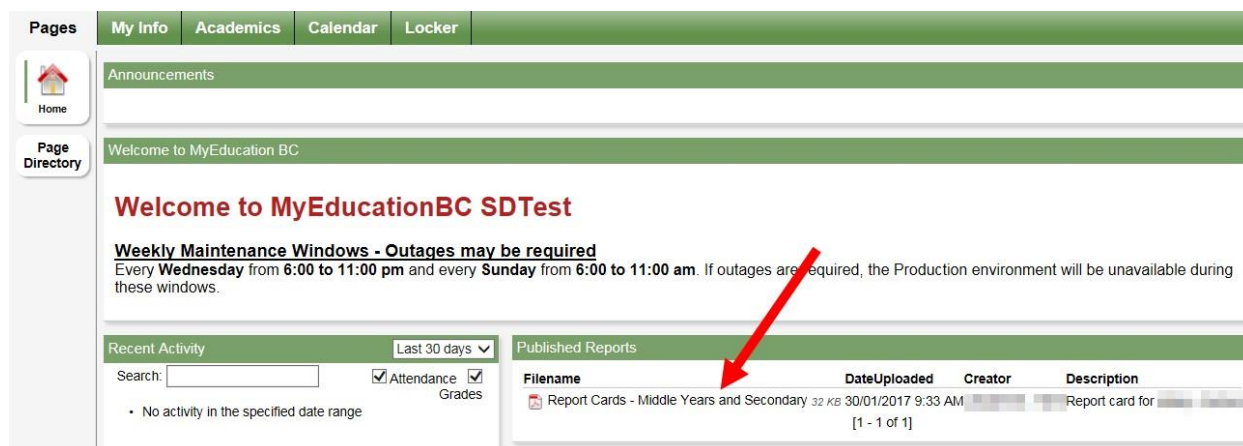 Pages
My Info Academics Calendar Locker
Home
Page
Directory
Announcements
Welcome to MyEducation BC
Welcome to MyEducationBC SDTest
Weekly Maintenance Windows - Outages may be required
Every Wednesday from 6:00 to 11:00 pm and every Sunday from 6:00 to 11:00 am. If outages are required, the Production environment will be unavailable during
these windows.
Recent Activity Last 30 days
Search: Attendance
Grades
• No activity in the specified date range
Published Reports
Filename DateUploaded Creator Description
Report Cards - Middle Years and Secondary 32 KB 30/01/2017 9:33 AM Report card for
[1 - 1 of 1]